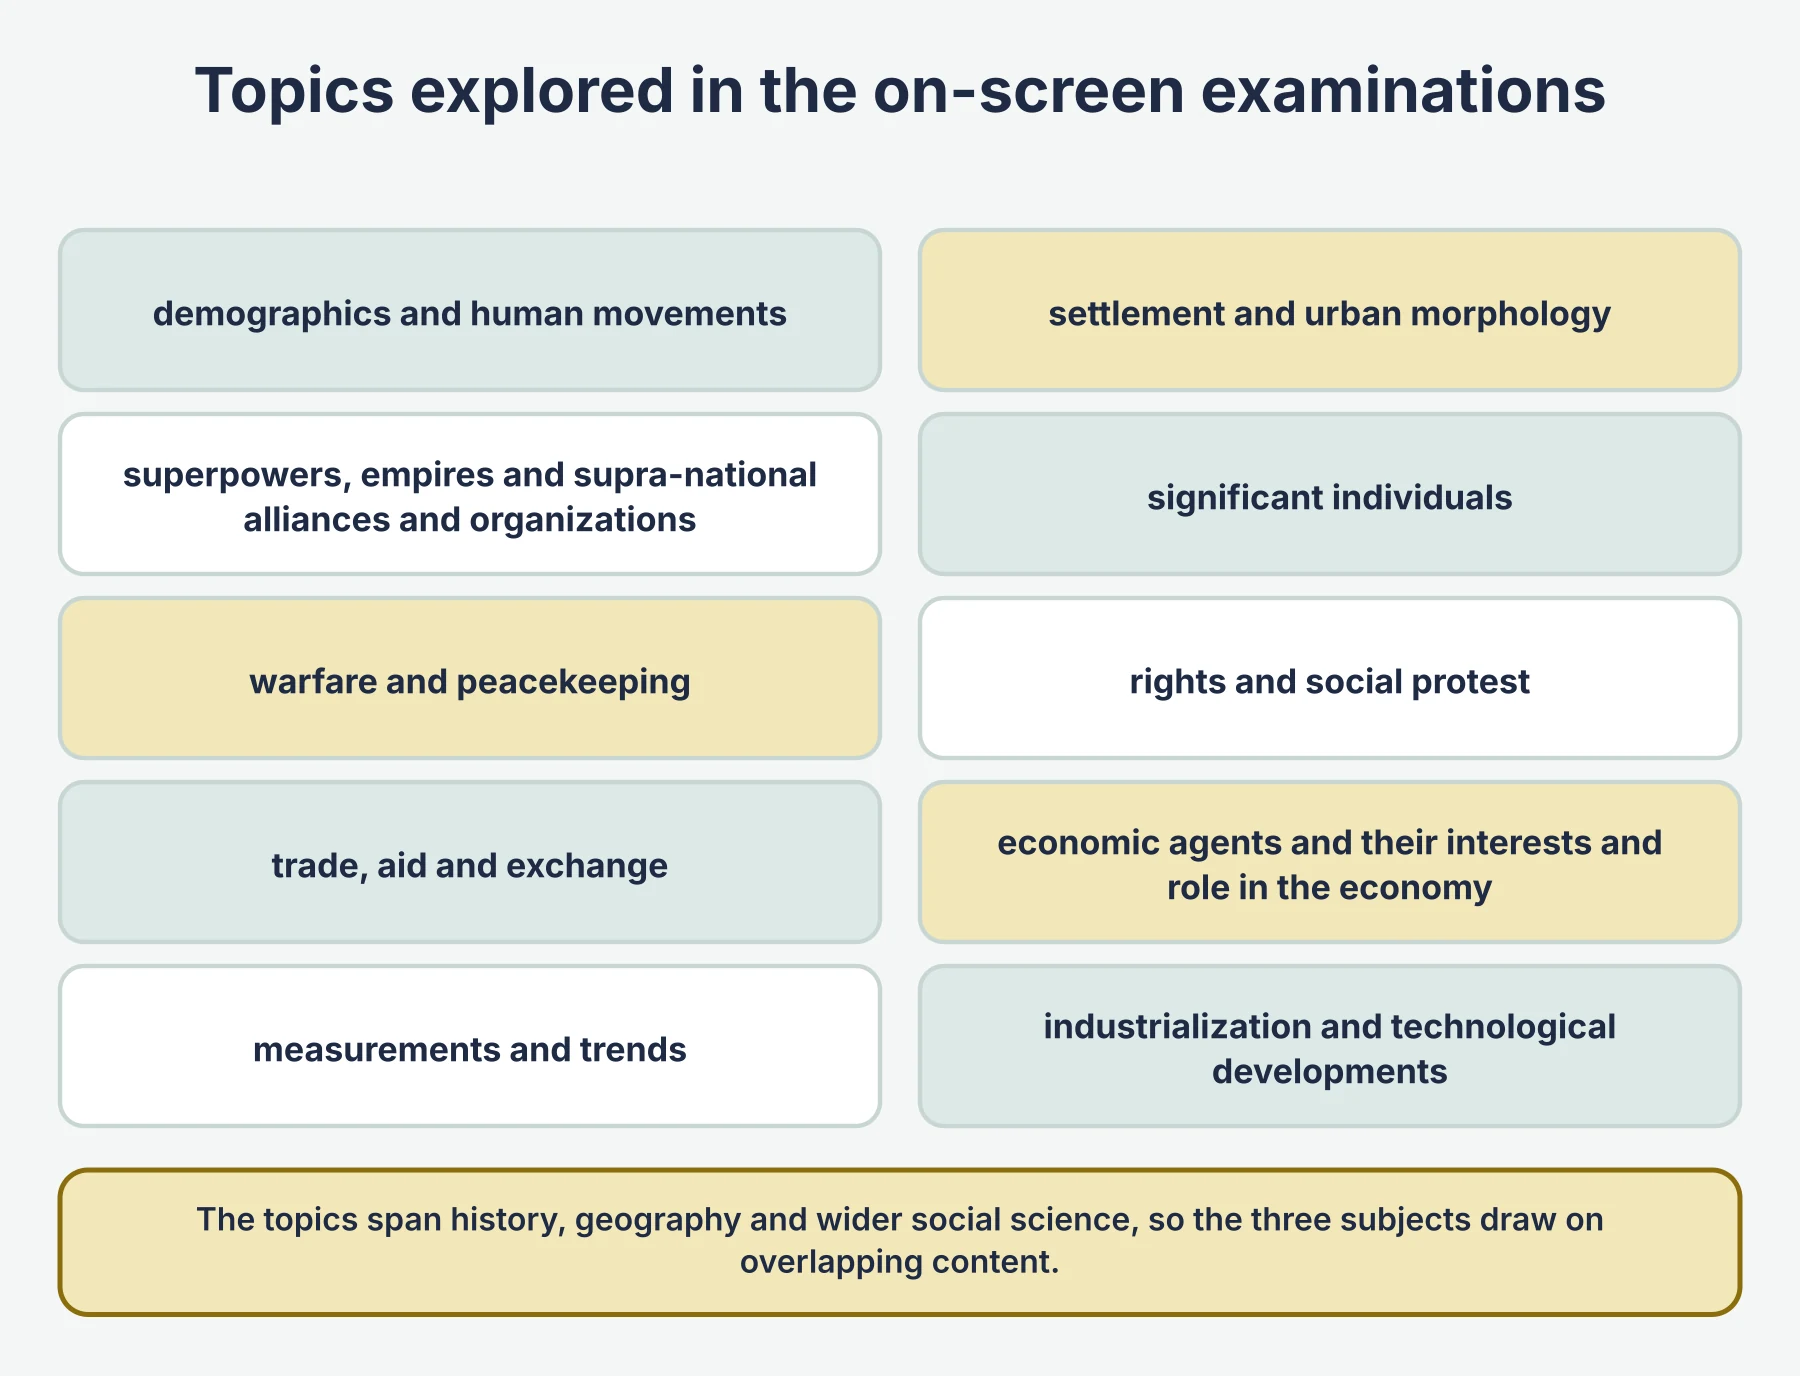 Topics explored in the on-screen examinations
demographics and human movements
settlement and urban morphology
superpowers, empires and supra-national
alliances and organizations
significant individuals
warfare and peacekeeping
rights and social protest
trade, aid and exchange
economic agents and their interests and
role in the economy
measurements and trends
industrialization and technological
developments
The topics span history, geography and wider social science, so the three subjects draw on
overlapping content.